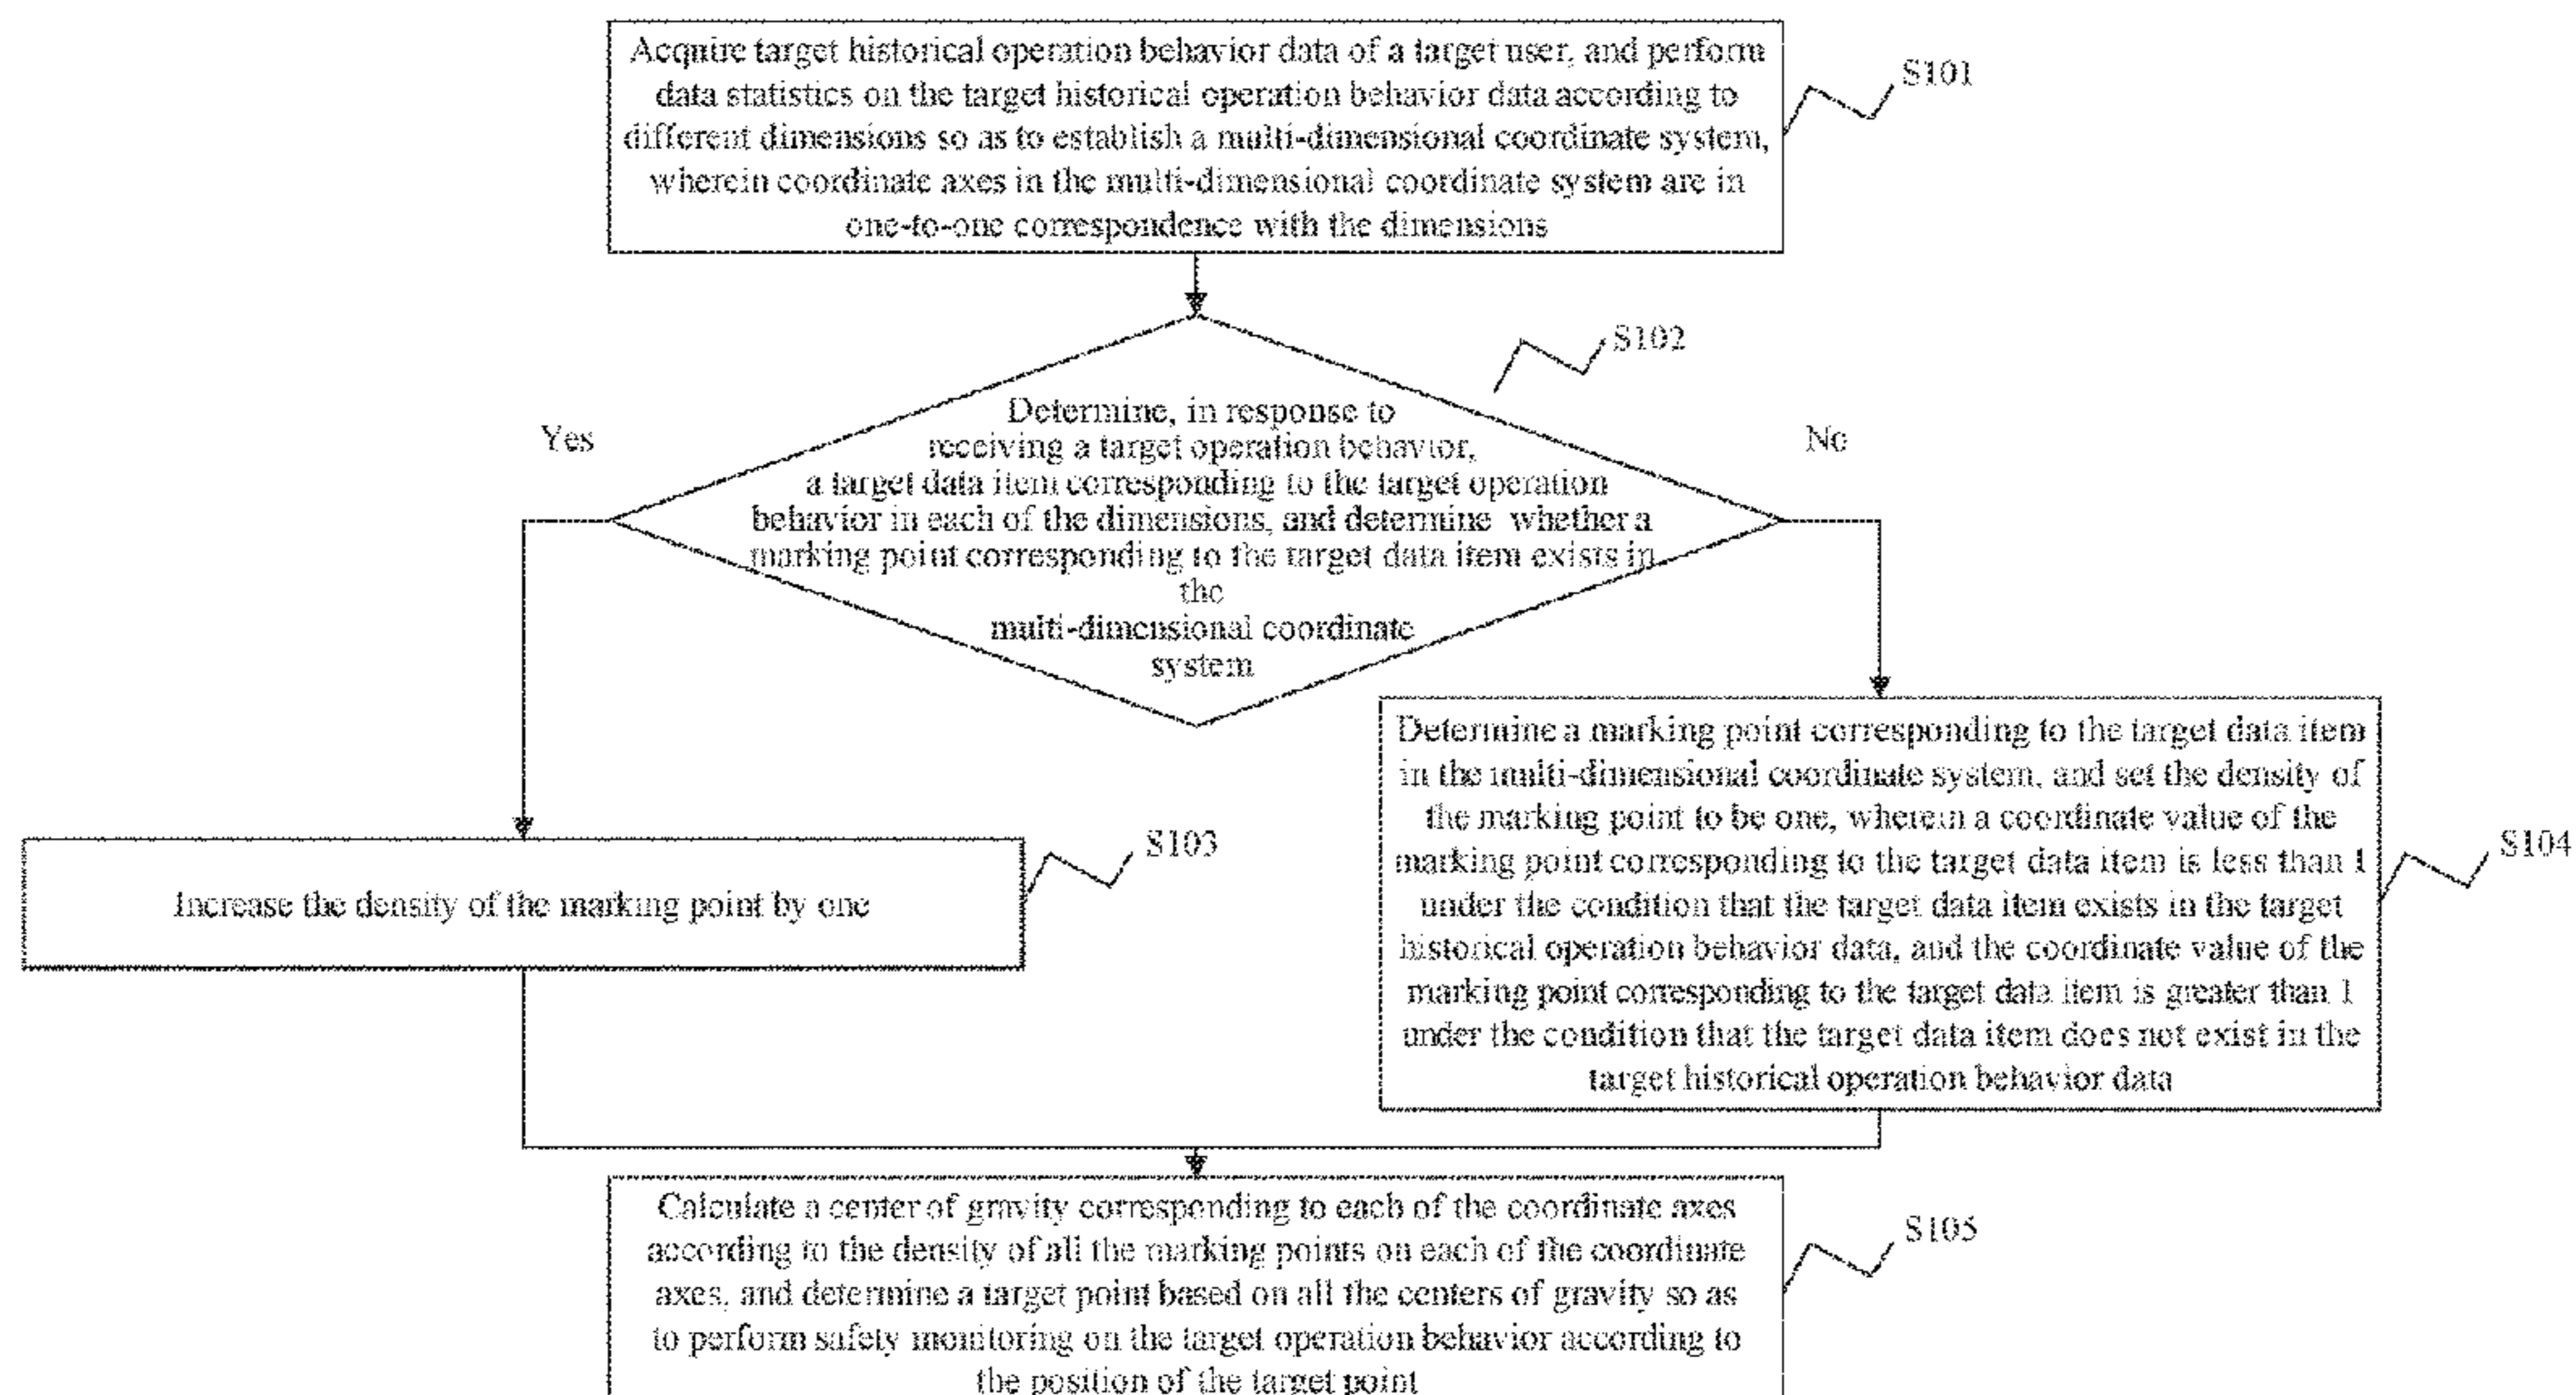 Acquire target historical operation behavior data of a target user, and perform
data statistics on the target historical operation behavior data according to
different dimensions so as to establish a multi-dimensional coordinate system,
wherein coordinate axes in the multi-dimensional coordinate system are in
one-to-one correspondence with the dimensions
S101
S102
Determine, in response to
receiving a target operation behavior,
a target data item corresponding to the target operation
behavior in each of the dimensions, and determine whether a
marking point corresponding to the target data item exists in
the
multi-dimensional coordinate
system
Yes
No
Increase the density of the marking point by one
S103
Determine a marking point corresponding to the target data item
in the multi-dimensional coordinate system, and set the density of
the marking point to be one, wherein a coordinate value of the
marking point corresponding to the target data item is less than 1
under the condition that the target data item exists in the target
historical operation behavior data, and the coordinate value of the
marking point corresponding to the target data item is greater than 1
under the condition that the target data item does not exist in the
target historical operation behavior data
S104
Calculate a center of gravity corresponding to each of the coordinate axes
according to the density of all the marking points on each of the coordinate
axes, and determine a target point based on all the centers of gravity so as
to perform safety monitoring on the target operation behavior according to
the position of the target point
S105